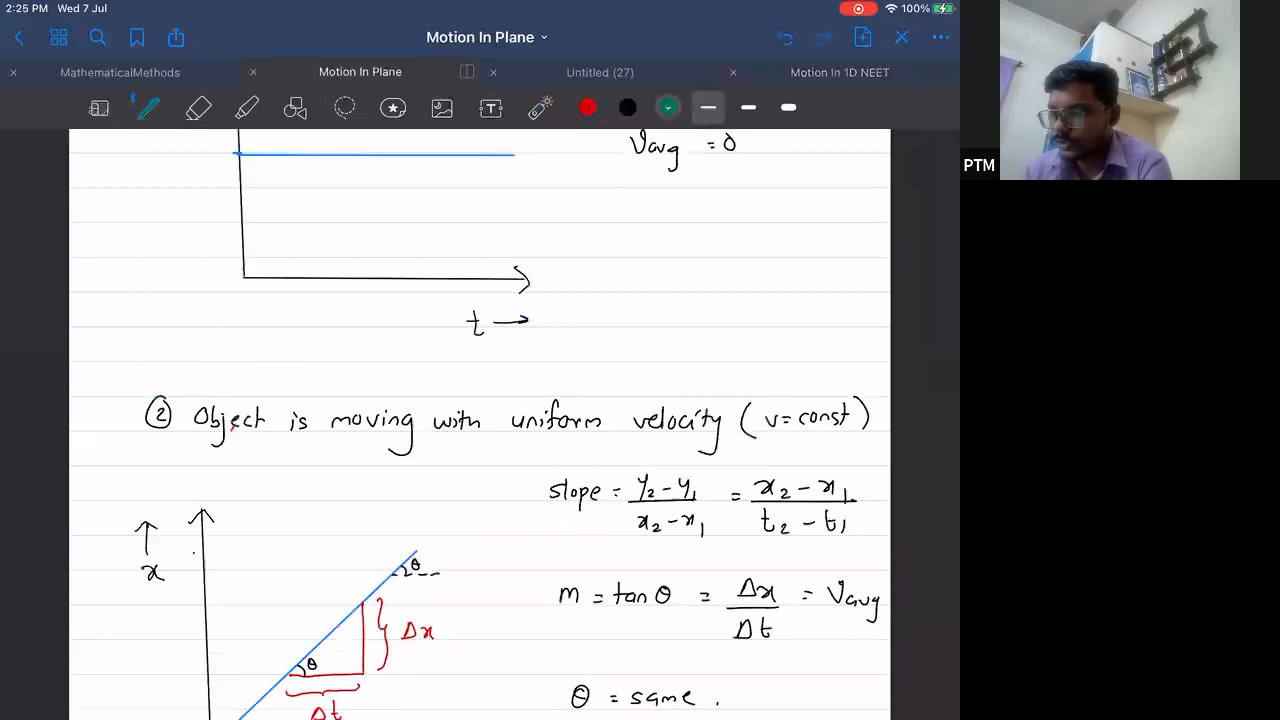 2:25 PM Wed 7 Jul 100%
Motion In Plane
MathematicalMethods Motion In Plane Untitled (27) Motion In 1D NEET
PTM
Vavg = 0
t →
② Object is moving with uniform velocity (v = const)
slope = y₂ - y₁ / x₂ - x₁ = x₂ - x₁ / t₂ - t₁
↑ x
θ
m = tanθ = Δx / Δt = Vavg
Δx
θ
θ = same .
Δt